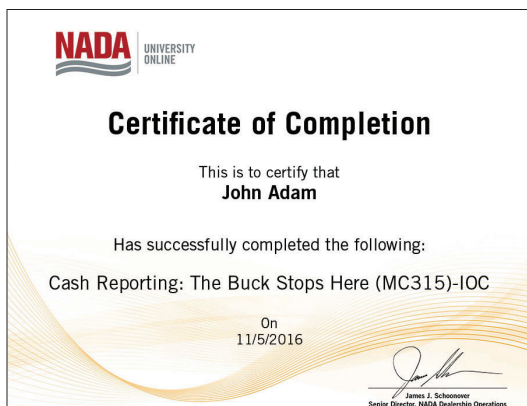 NADA
UNIVERSITY
ONLINE
Certificate of Completion
This is to certify that
John Adam
Has successfully completed the following:
Cash Reporting: The Buck Stops Here (MC315)-IOC
On
11/5/2016
James J. Schoonover
Senior Director, NADA Dealership Operations